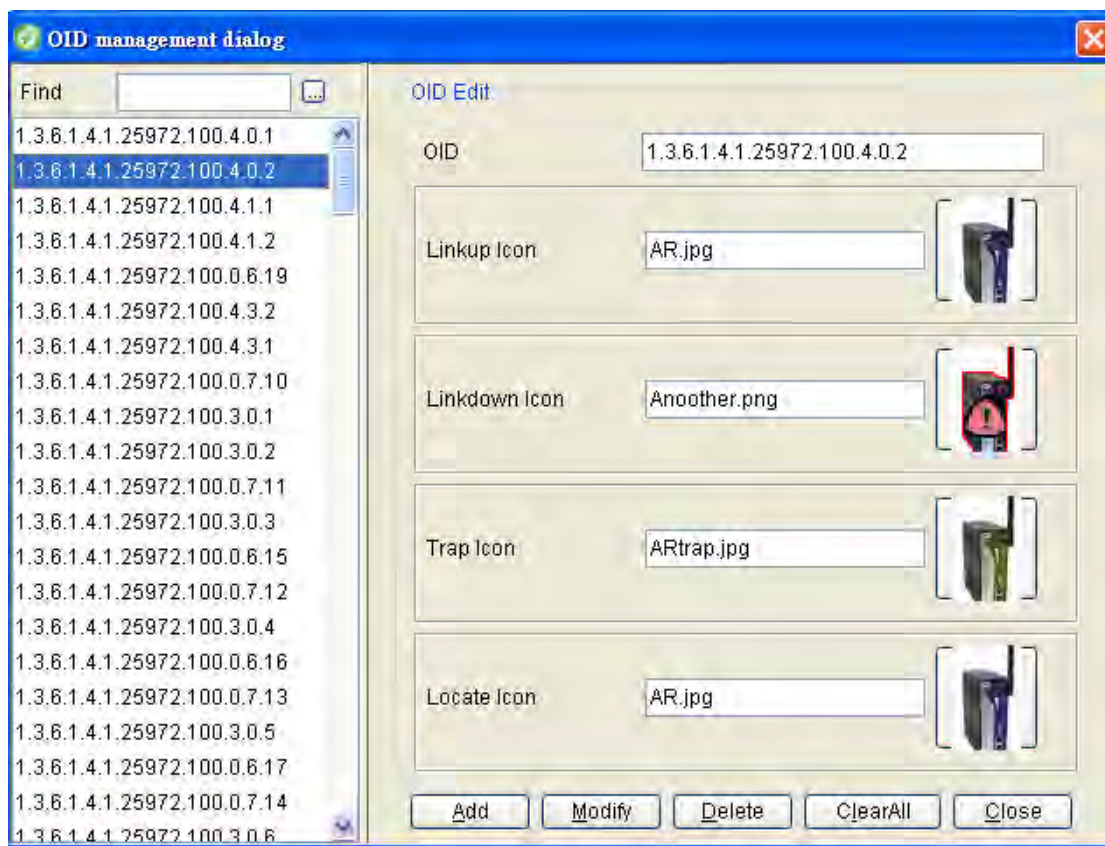 OID management dialog
Find
...
1.3.6.1.4.1.25972.100.4.0.1
1.3.6.1.4.1.25972.100.4.0.2
1.3.6.1.4.1.25972.100.4.1.1
1.3.6.1.4.1.25972.100.4.1.2
1.3.6.1.4.1.25972.100.0.6.19
1.3.6.1.4.1.25972.100.4.3.2
1.3.6.1.4.1.25972.100.4.3.1
1.3.6.1.4.1.25972.100.0.7.10
1.3.6.1.4.1.25972.100.3.0.1
1.3.6.1.4.1.25972.100.3.0.2
1.3.6.1.4.1.25972.100.0.7.11
1.3.6.1.4.1.25972.100.3.0.3
1.3.6.1.4.1.25972.100.0.6.15
1.3.6.1.4.1.25972.100.0.7.12
1.3.6.1.4.1.25972.100.3.0.4
1.3.6.1.4.1.25972.100.0.6.16
1.3.6.1.4.1.25972.100.0.7.13
1.3.6.1.4.1.25972.100.3.0.5
1.3.6.1.4.1.25972.100.0.6.17
1.3.6.1.4.1.25972.100.0.7.14
1.3.6.1.4.1.25972.100.3.0.6
OID Edit
OID 1.3.6.1.4.1.25972.100.4.0.2
Linkup Icon AR.jpg
Linkdown Icon Anoother.png
Trap Icon ARtrap.jpg
Locate Icon AR.jpg
Add Modify Delete ClearAll Close